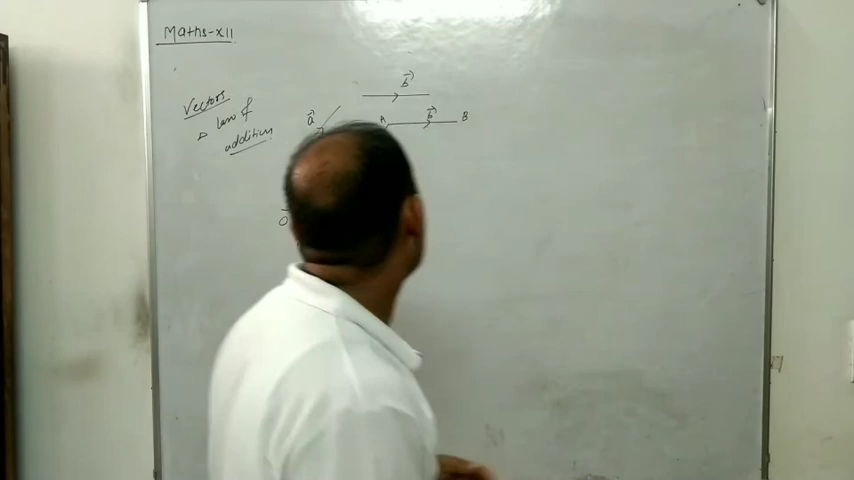 Maths-XII
Vectors
△ law of
addition
b⃗
a⃗
A b⃗ B
O